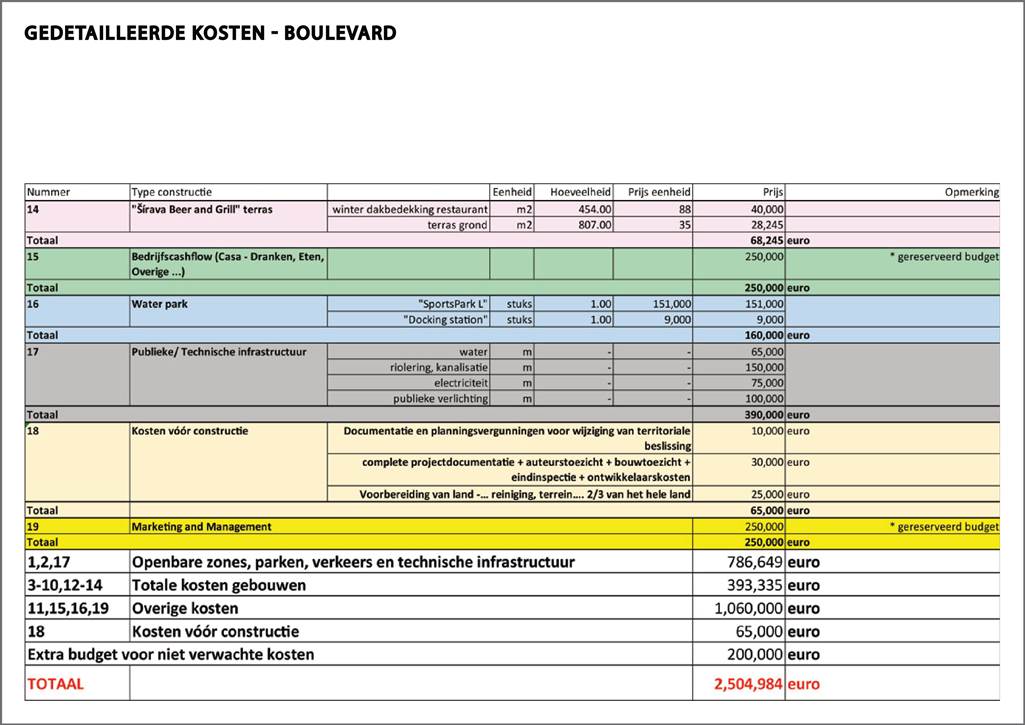 GEDETAILLEERDE KOSTEN - BOULEVARD
Nummer Type constructie Eenheid Hoeveelheid Prijs eenheid Prijs Opmerking
14 "Šírava Beer and Grill" terras winter dakbedekking restaurant m2 454.00 88 40,000
terras grond m2 807.00 35 28,245
Totaal 68,245 euro
15 Bedrijfscashflow (Casa - Dranken, Eten, 250,000 * gereserveerd budget
Overige ...)
Totaal 250,000 euro
16 Water park "SportsPark L" stuks 1.00 151,000 151,000
"Docking station" stuks 1.00 9,000 9,000
Totaal 160,000 euro
17 Publieke/ Technische infrastructuur water m - - 65,000
riolering, kanalisatie m - - 150,000
electriciteit m - - 75,000
publieke verlichting m - - 100,000
Totaal 390,000 euro
18 Kosten vóór constructie Documentatie en planningsvergunningen voor wijziging van territoriale 10,000 euro
beslissing
complete projectdocumentatie + auteurstoezicht + bouwtoezicht + 30,000 euro
eindinspectie + ontwikkelaarskosten
Voorbereiding van land -... reiniging, terrein.... 2/3 van het hele land 25,000 euro
Totaal 65,000 euro
19 Marketing and Management 250,000 * gereserveerd budget
Totaal 250,000 euro
1,2,17 Openbare zones, parken, verkeers en technische infrastructuur 786,649 euro
3-10,12-14 Totale kosten gebouwen 393,335 euro
11,15,16,19 Overige kosten 1,060,000 euro
18 Kosten vóór constructie 65,000 euro
Extra budget voor niet verwachte kosten 200,000 euro
TOTAAL 2,504,984 euro